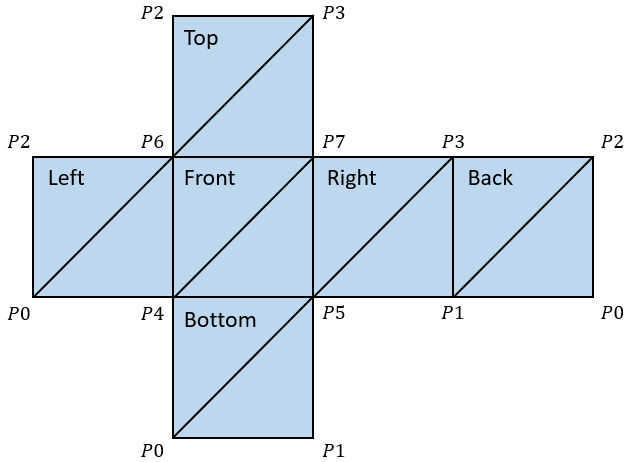 P2 P3
Top
P2 P6 P7 P3 P2
Left Front Right Back
P0 P4 P5 P1 P0
Bottom
P0 P1